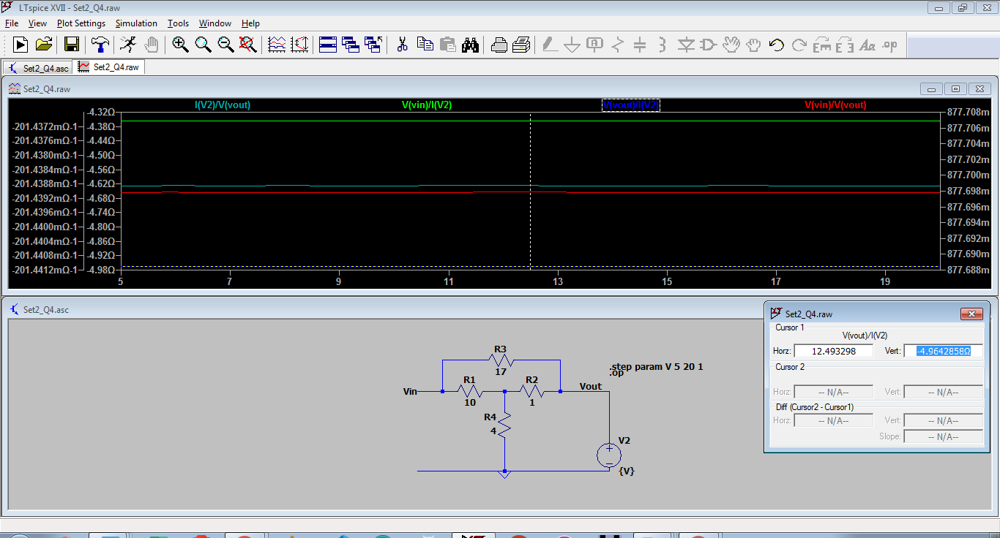 LTspice XVII - Set2_Q4.raw
File View Plot Settings Simulation Tools Window Help
Set2_Q4.asc Set2_Q4.raw
Set2_Q4.raw
I(V2)/V(vout) V(vin)/I(V2) V(vout)/I(V2) V(vin)/V(vout)
-4.32Ω 877.708m
-201.4372mΩ-1 -4.38Ω 877.706m
-201.4376mΩ-1 -4.44Ω 877.704m
-201.4380mΩ-1 -4.50Ω 877.702m
-201.4384mΩ-1 -4.56Ω 877.700m
-201.4388mΩ-1 -4.62Ω 877.698m
-201.4392mΩ-1 -4.68Ω 877.696m
-201.4396mΩ-1 -4.74Ω 877.694m
-201.4400mΩ-1 -4.80Ω 877.692m
-201.4404mΩ-1 -4.86Ω 877.690m
-201.4408mΩ-1 -4.92Ω 877.688m
-201.4412mΩ-1 -4.98Ω
5 7 9 11 13 15 17 19
Set2_Q4.asc
R3
17
R1
10
R2
1
Vin
Vout
R4
4
V2
{V}
.step param V 5 20 1
.op
Set2_Q4.raw
Cursor 1
V(vout)/I(V2)
Horz: 12.493298 Vert: -4.9642858Ω
Cursor 2
Horz: -- N/A-- Vert: -- N/A--
Diff (Cursor2 - Cursor1)
Horz: -- N/A-- Vert: -- N/A--
Slope: -- N/A--